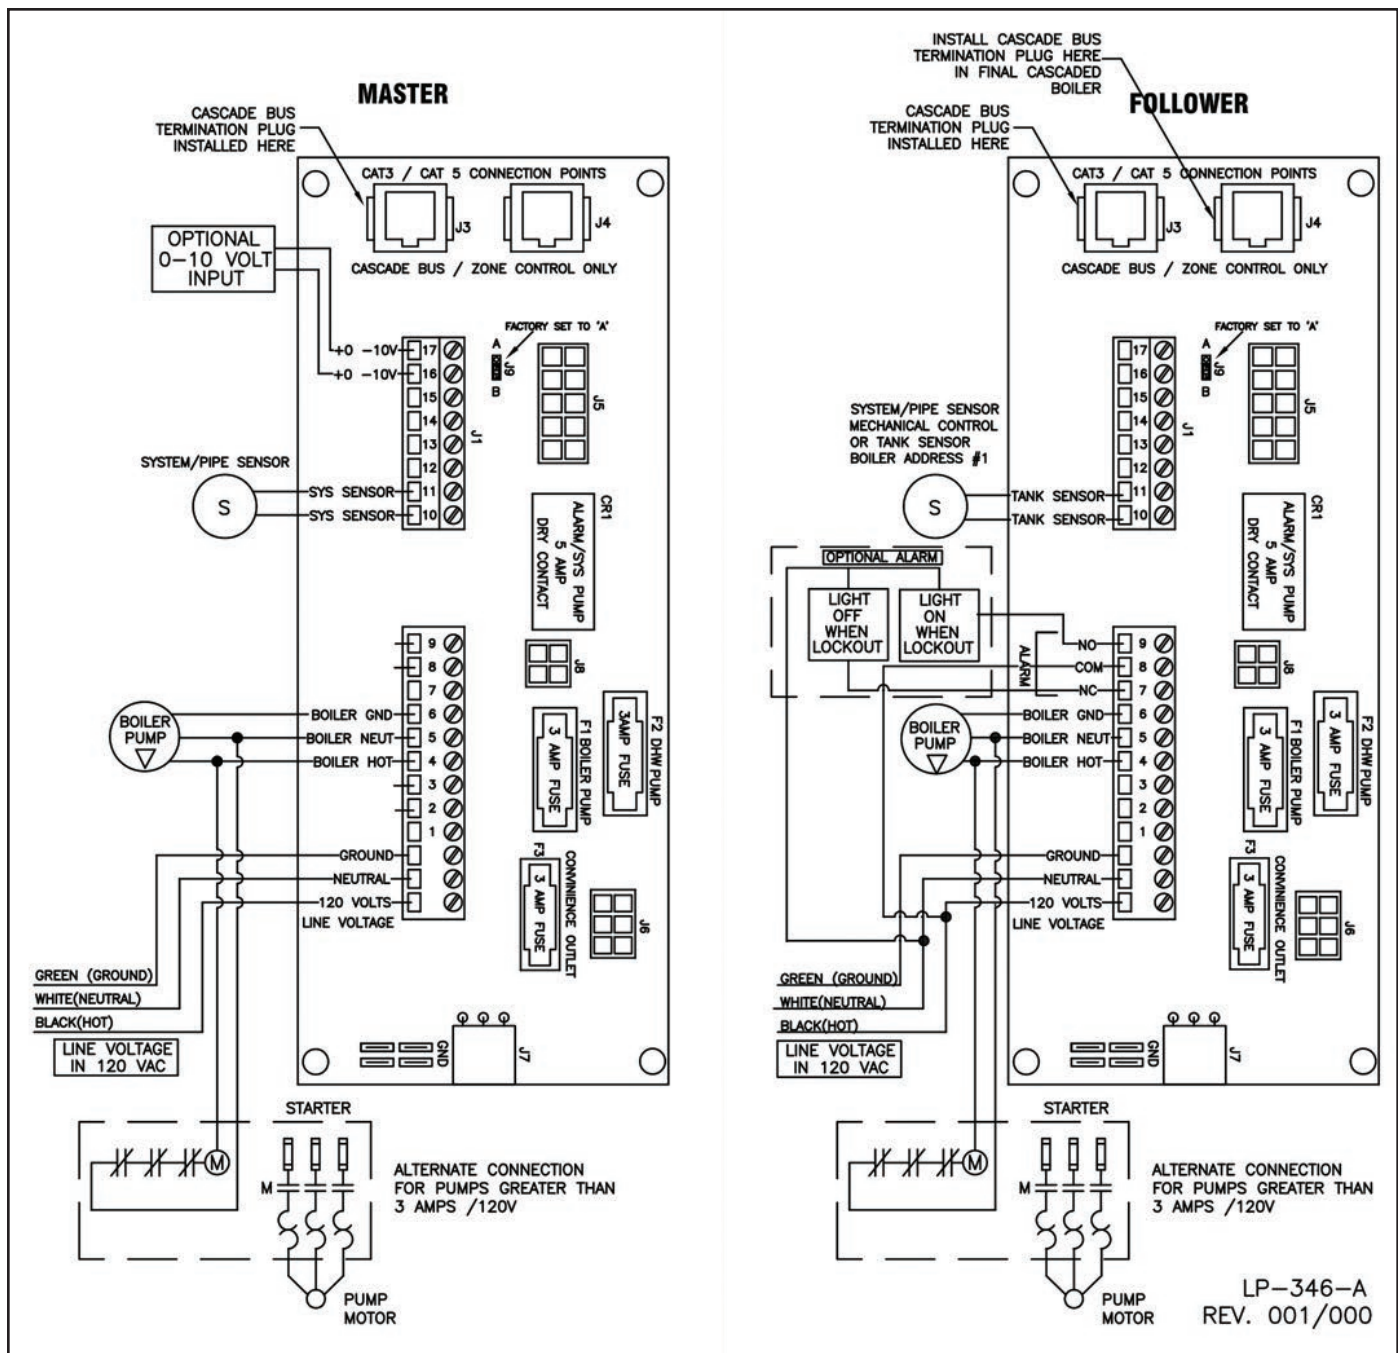 MASTER
CASCADE BUS
TERMINATION PLUG
INSTALLED HERE
CAT3 / CAT 5 CONNECTION POINTS
J3
J4
CASCADE BUS / ZONE CONTROL ONLY
OPTIONAL
0-10 VOLT
INPUT
FACTORY SET TO 'A'
A
J9
B
+0 -10V
17
+0 -10V
16
15
14
13
12
J1
J5
SYSTEM/PIPE SENSOR
S
SYS SENSOR
11
SYS SENSOR
10
CR1
ALARM/SYS PUMP
5 AMP
DRY CONTACT
9
8
7
J8
BOILER
PUMP
BOILER GND
6
BOILER NEUT
5
BOILER HOT
4
3
2
1
F1 BOILER PUMP
3 AMP FUSE
F2 DHW PUMP
3AMP FUSE
GROUND
NEUTRAL
120 VOLTS
LINE VOLTAGE
F3
3 AMP FUSE
CONVINIENCE OUTLET
J6
GREEN (GROUND)
WHITE(NEUTRAL)
BLACK(HOT)
LINE VOLTAGE
IN 120 VAC
GND
J7
STARTER
M
M
ALTERNATE CONNECTION
FOR PUMPS GREATER THAN
3 AMPS /120V
PUMP
MOTOR
INSTALL CASCADE BUS
TERMINATION PLUG HERE
IN FINAL CASCADED
BOILER
FOLLOWER
CASCADE BUS
TERMINATION PLUG
INSTALLED HERE
CAT3 / CAT 5 CONNECTION POINTS
J3
J4
CASCADE BUS / ZONE CONTROL ONLY
FACTORY SET TO 'A'
A
J9
B
17
16
15
14
13
12
J1
J5
SYSTEM/PIPE SENSOR
MECHANICAL CONTROL
OR TANK SENSOR
BOILER ADDRESS #1
S
TANK SENSOR
11
TANK SENSOR
10
CR1
ALARM/SYS PUMP
5 AMP
DRY CONTACT
OPTIONAL ALARM
LIGHT
OFF
WHEN
LOCKOUT
LIGHT
ON
WHEN
LOCKOUT
ALARM
NO
9
COM
8
NC
7
J8
BOILER
PUMP
BOILER GND
6
BOILER NEUT
5
BOILER HOT
4
3
2
1
F1 BOILER PUMP
3 AMP FUSE
F2 DHW PUMP
3 AMP FUSE
GROUND
NEUTRAL
120 VOLTS
LINE VOLTAGE
F3
3 AMP FUSE
CONVINIENCE OUTLET
J6
GREEN (GROUND)
WHITE(NEUTRAL)
BLACK(HOT)
LINE VOLTAGE
IN 120 VAC
GND
J7
STARTER
M
M
ALTERNATE CONNECTION
FOR PUMPS GREATER THAN
3 AMPS /120V
PUMP
MOTOR
LP-346-A
REV. 001/000